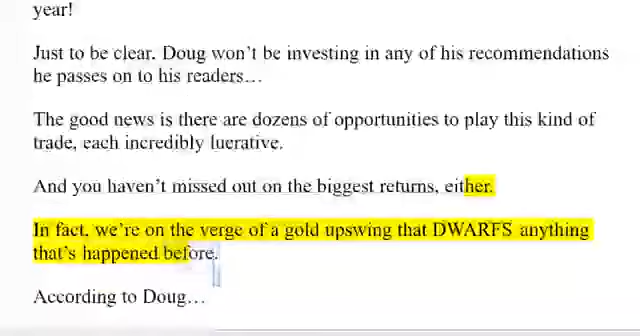 year!
Just to be clear, Doug won't be investing in any of his recommendations
he passes on to his readers…
The good news is there are dozens of opportunities to play this kind of
trade, each incredibly lucrative.
And you haven't missed out on the biggest returns, either.
In fact, we're on the verge of a gold upswing that DWARFS anything
that's happened before.
According to Doug…